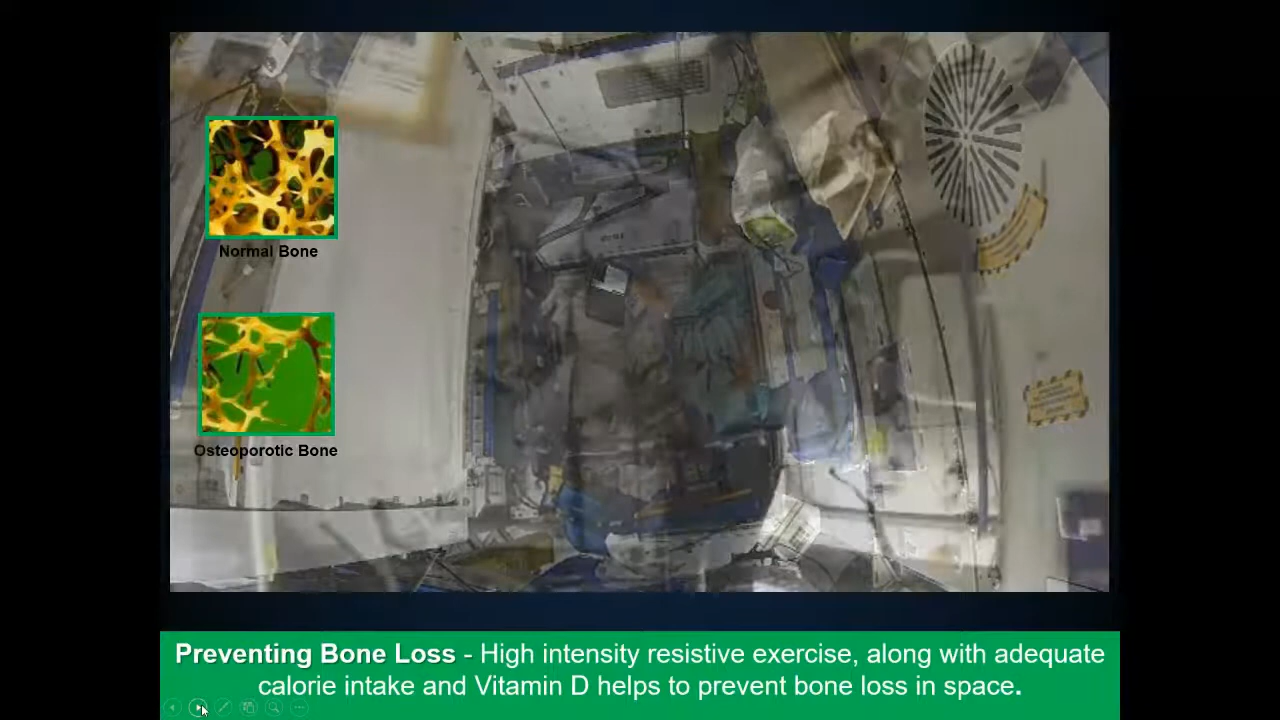 Normal Bone
Osteoporotic Bone
Preventing Bone Loss - High intensity resistive exercise, along with adequate
calorie intake and Vitamin D helps to prevent bone loss in space.